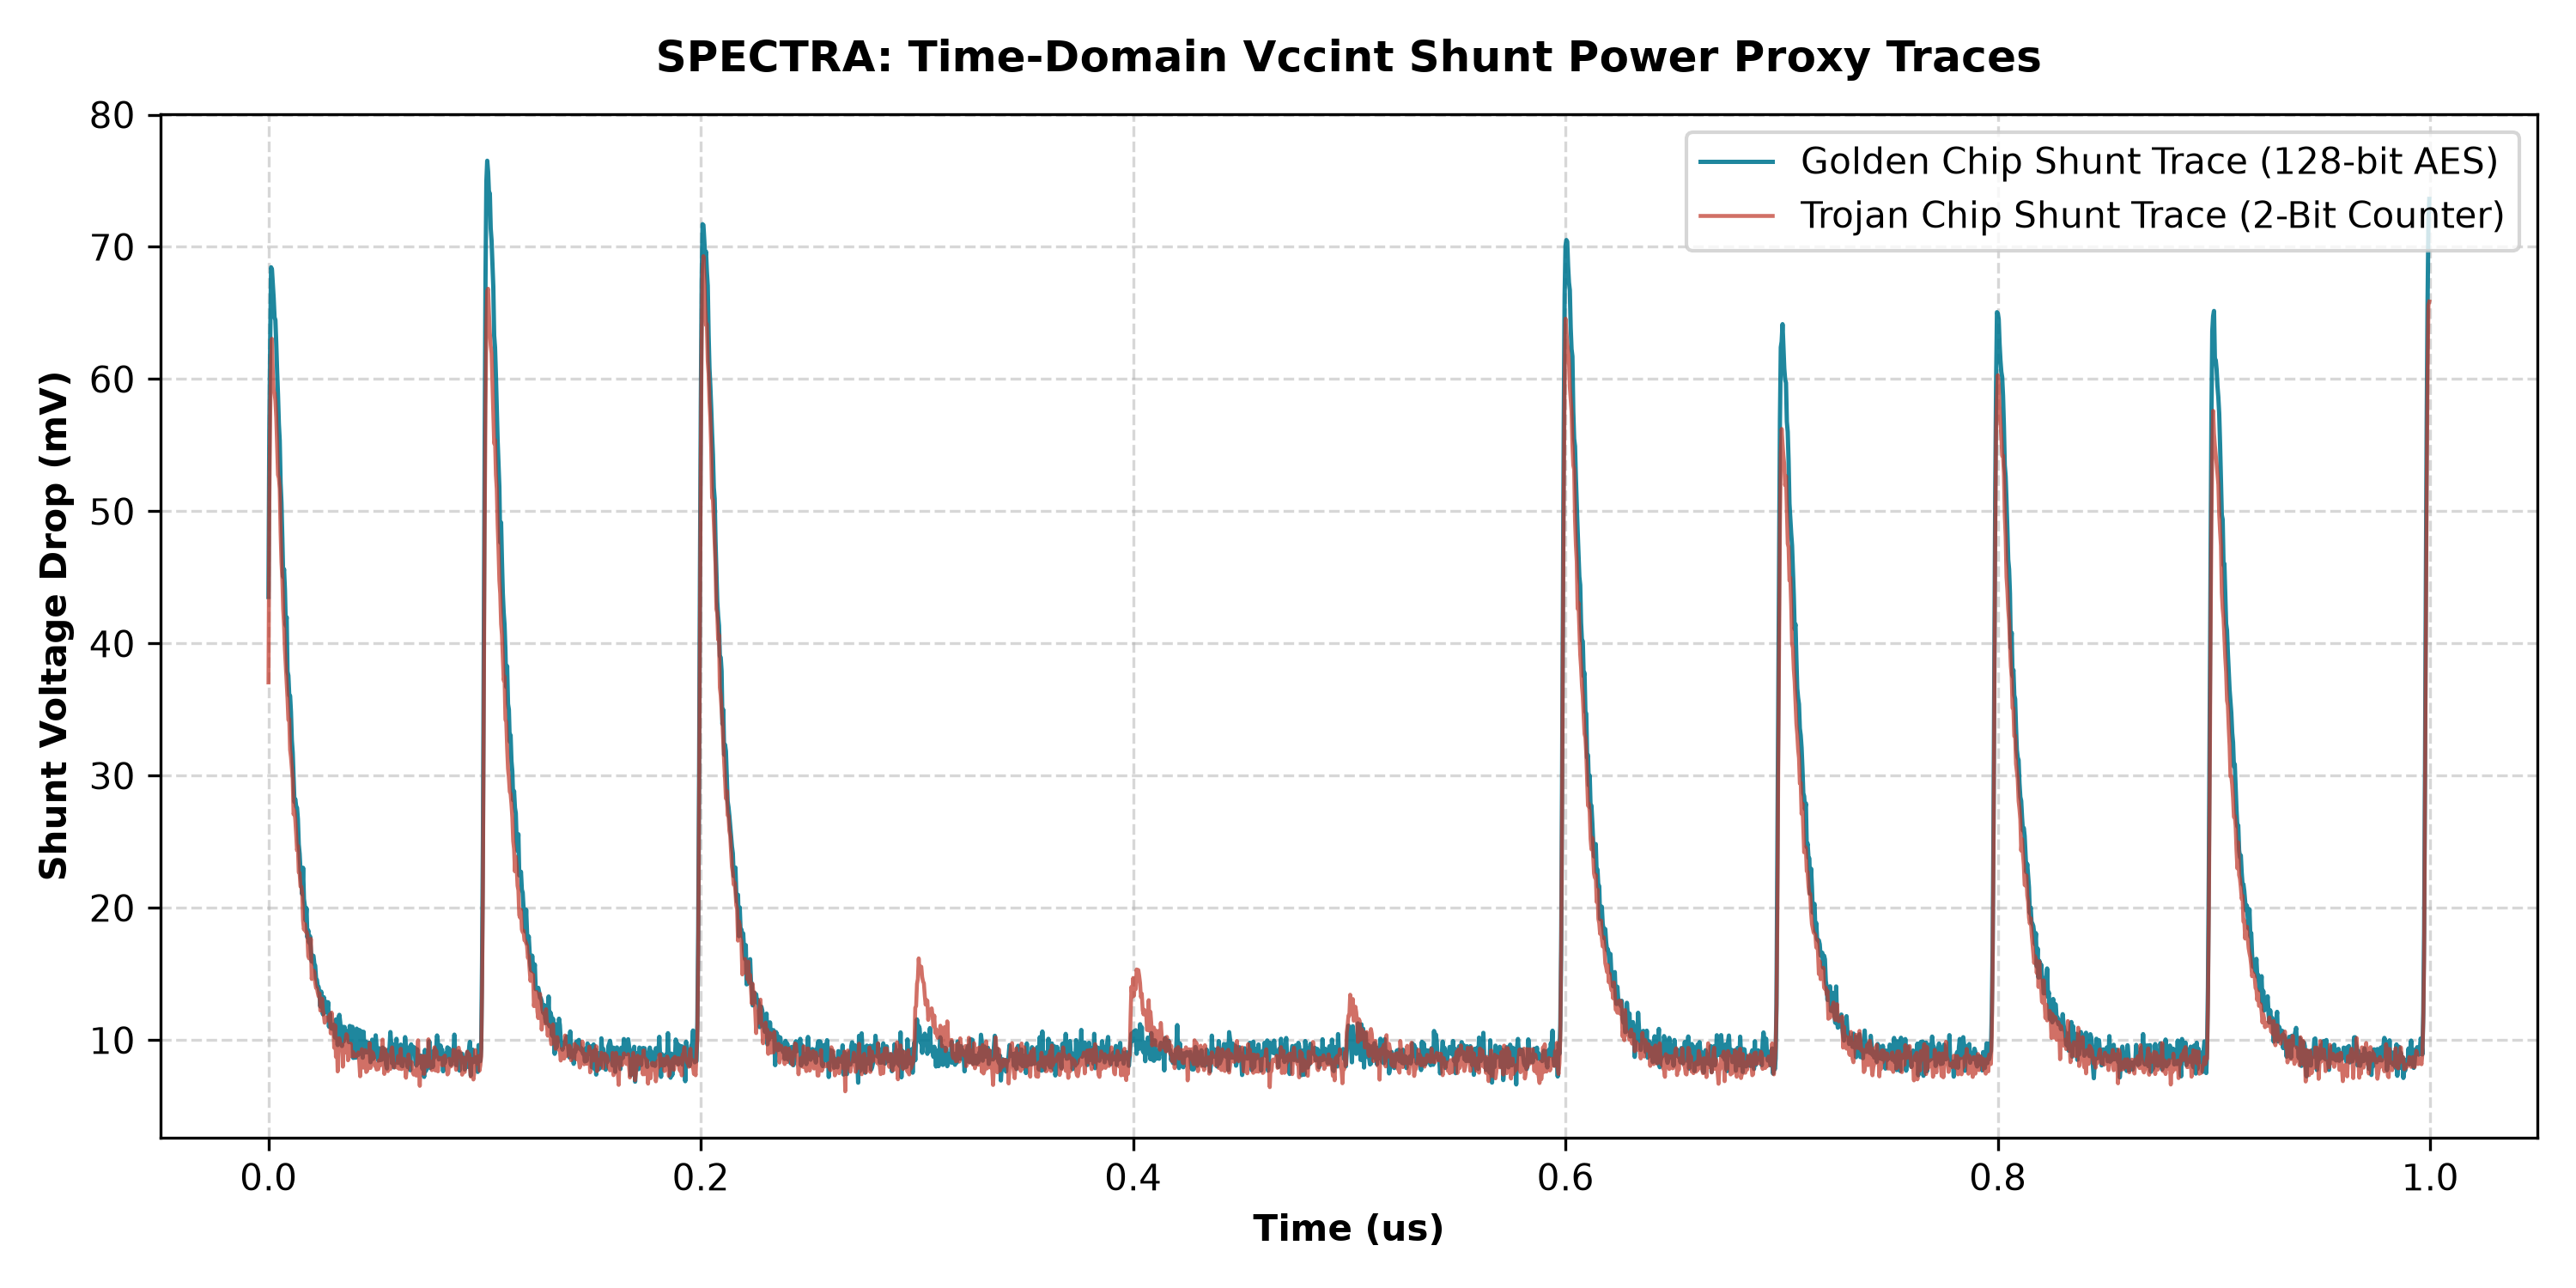 SPECTRA: Time-Domain Vccint Shunt Power Proxy Traces
Golden Chip Shunt Trace (128-bit AES)
Trojan Chip Shunt Trace (2-Bit Counter)
Shunt Voltage Drop (mV)
80
70
60
50
40
30
20
10
0.0 0.2 0.4 0.6 0.8 1.0
Time (us)